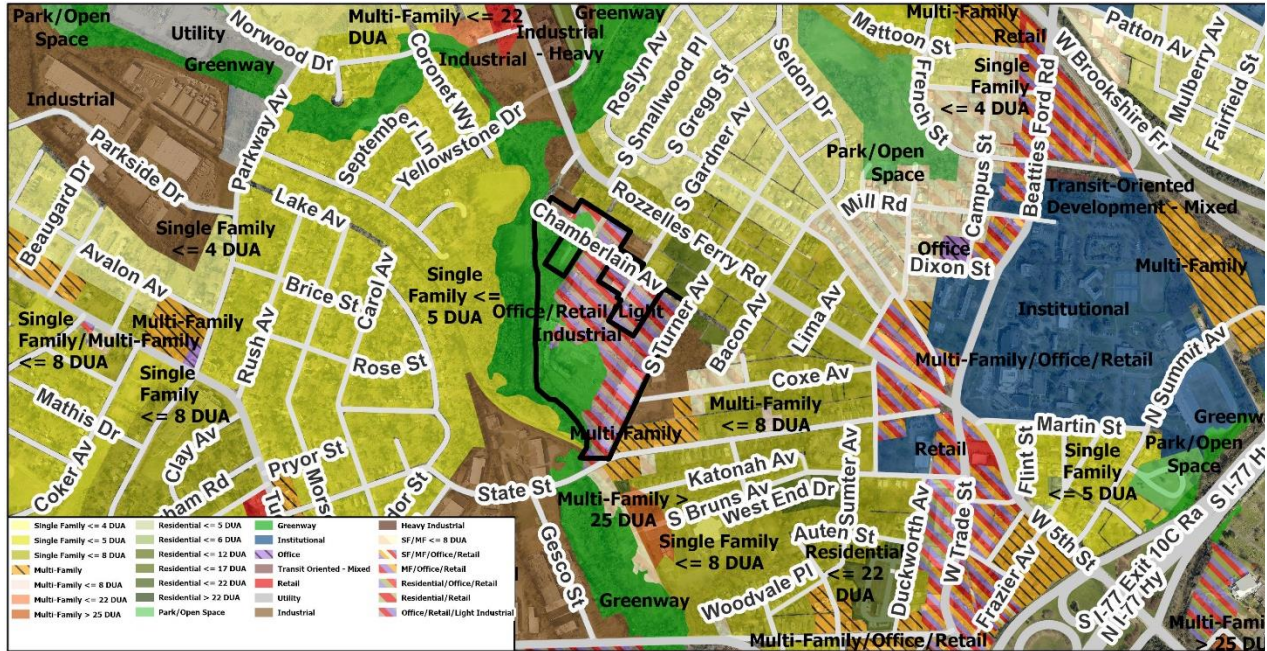 Park/Open
Space
Utility
Greenway
Norwood Dr
Multi-Family <= 22
DUA
Coronet Wy
Industrial
Industrial
- Heavy
Greenway
Roslyn Av
S Smallwood Pl
S Gregg St
Seldon Dr
S Gardner Av
Multi-Family
Mattoon St
French St
Retail
Single
Family
<= 4 DUA
Beatties Ford Rd
W Brookshire Fr
Patton Av
Mulberry Av
Fairfield St
Industrial
Parkside Dr
Parkway Av
September Ln
Yellowstone Dr
Park/Open
Space
Mill Rd
Campus St
Transit-Oriented
Development - Mixed
Beaugard Dr
Single Family
<= 4 DUA
Lake Av
Chamberlain Av
Rozzelles Ferry Rd
Office
Dixon St
Multi-Family
Avalon Av
Brice St
Carol Av
Single
Family <=
5 DUA
Office/Retail/Light
Industrial
S Turner Av
Bacon Av
Lima Av
Institutional
Single
Family/Multi-Family
<= 8 DUA
Multi-Family
Single
Family
<= 8 DUA
Rush Av
Rose St
Multi-Family/Office/Retail
N Summit Av
Mathis Dr
Coker Av
Clay Av
Pryor St
Coxe Av
Multi-Family
<= 8 DUA
Multi-Family
Martin St
Greenway
Park/Open
Space
Retail
Flint St
Single
Family
<= 5 DUA
State St
Katonah Av
S Bruns Av
West End Dr
Sumter Av
Auten St
Multi-Family >
25 DUA
Single Family
<= 8 DUA
Residential
<= 22
DUA
Duckworth Av
W Trade St
W 5th St
Frazier Av
Gesco St
Woodvale Pl
Greenway
Multi-Family/Office/Retail
S I-77 Exit 10C Ra
S I-77 Hy
N I-77 Hy
Multi-Fami
> 25 DUA
Single Family <= 4 DUA
Single Family <= 5 DUA
Single Family <= 8 DUA
Multi-Family
Multi-Family <= 8 DUA
Multi-Family <= 22 DUA
Multi-Family > 25 DUA
Residential <= 5 DUA
Residential <= 6 DUA
Residential <= 12 DUA
Residential <= 17 DUA
Residential <= 22 DUA
Residential > 22 DUA
Park/Open Space
Greenway
Institutional
Office
Transit Oriented - Mixed
Retail
Utility
Industrial
Heavy Industrial
SF/MF <= 8 DUA
SF/MF/Office/Retail
MF/Office/Retail
Residential/Office/Retail
Residential/Retail
Office/Retail/Light Industrial